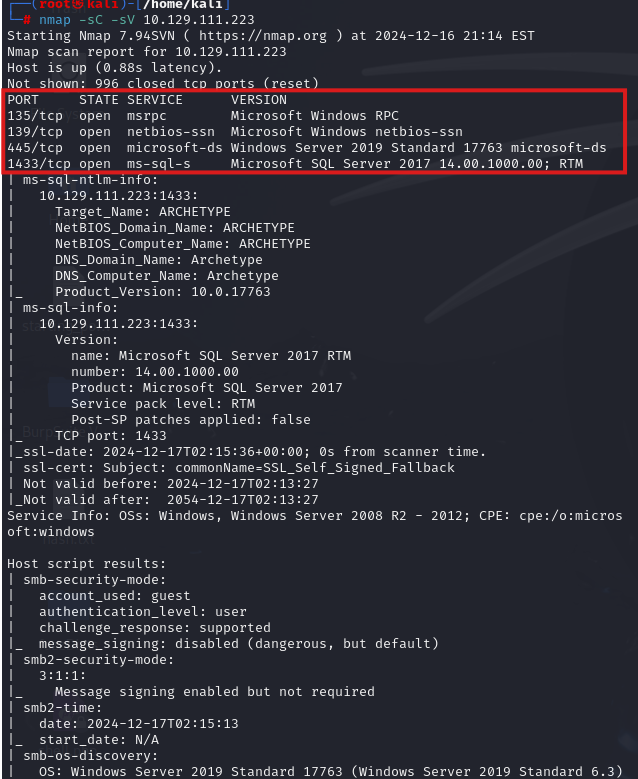 ┌──(root㉿kali)-[/home/kali]
└─# nmap -sC -sV 10.129.111.223
Starting Nmap 7.94SVN ( https://nmap.org ) at 2024-12-16 21:14 EST
Nmap scan report for 10.129.111.223
Host is up (0.88s latency).
Not shown: 996 closed tcp ports (reset)
PORT     STATE SERVICE      VERSION
135/tcp  open  msrpc        Microsoft Windows RPC
139/tcp  open  netbios-ssn  Microsoft Windows netbios-ssn
445/tcp  open  microsoft-ds Windows Server 2019 Standard 17763 microsoft-ds
1433/tcp open  ms-sql-s     Microsoft SQL Server 2017 14.00.1000.00; RTM
| ms-sql-ntlm-info:
|   10.129.111.223:1433:
|     Target_Name: ARCHETYPE
|     NetBIOS_Domain_Name: ARCHETYPE
|     NetBIOS_Computer_Name: ARCHETYPE
|     DNS_Domain_Name: Archetype
|     DNS_Computer_Name: Archetype
|_    Product_Version: 10.0.17763
| ms-sql-info:
|   10.129.111.223:1433:
|     Version:
|       name: Microsoft SQL Server 2017 RTM
|       number: 14.00.1000.00
|       Product: Microsoft SQL Server 2017
|       Service pack level: RTM
|       Post-SP patches applied: false
|_    TCP port: 1433
|_ssl-date: 2024-12-17T02:15:36+00:00; 0s from scanner time.
| ssl-cert: Subject: commonName=SSL_Self_Signed_Fallback
| Not valid before: 2024-12-17T02:13:27
|_Not valid after:  2054-12-17T02:13:27
Service Info: OSs: Windows, Windows Server 2008 R2 - 2012; CPE: cpe:/o:micros
oft:windows
Host script results:
| smb-security-mode:
|   account_used: guest
|   authentication_level: user
|   challenge_response: supported
|_  message_signing: disabled (dangerous, but default)
| smb2-security-mode:
|   3:1:1:
|_    Message signing enabled but not required
| smb2-time:
|   date: 2024-12-17T02:15:13
|_  start_date: N/A
| smb-os-discovery:
|   OS: Windows Server 2019 Standard 17763 (Windows Server 2019 Standard 6.3)